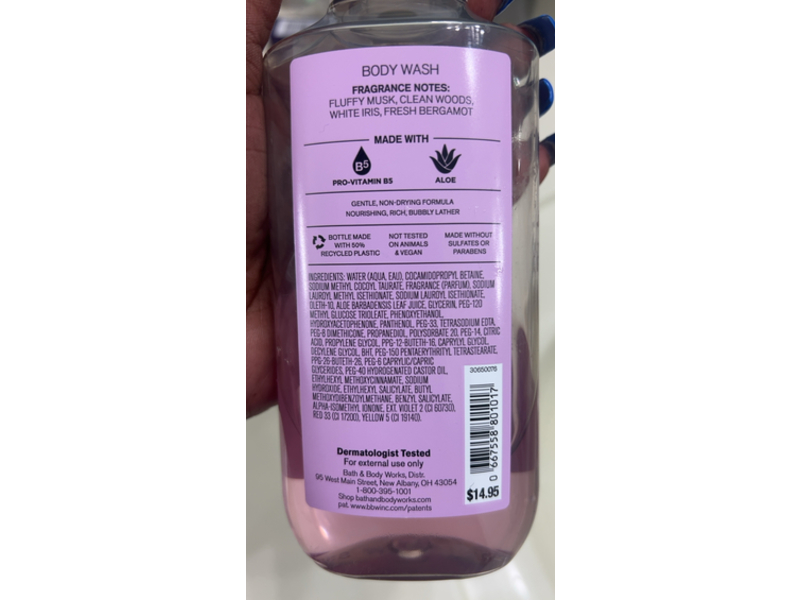 BODY WASH
FRAGRANCE NOTES:
FLUFFY MUSK, CLEAN WOODS,
WHITE IRIS, FRESH BERGAMOT
MADE WITH
B5
PRO-VITAMIN B5
ALOE
GENTLE, NON-DRYING FORMULA
NOURISHING, RICH, BUBBLY LATHER
BOTTLE MADE
WITH 50%
RECYCLED PLASTIC
NOT TESTED
ON ANIMALS
& VEGAN
MADE WITHOUT
SULFATES OR
PARABENS
INGREDIENTS: WATER (AQUA, EAU), COCAMIDOPROPYL BETAINE,
SODIUM METHYL COCOYL TAURATE, FRAGRANCE (PARFUM), SODIUM
LAUROYL METHYL ISETHIONATE, SODIUM LAUROYL ISETHIONATE,
OLETH-10, ALOE BARBADENSIS LEAF JUICE, GLYCERIN, PEG-120
METHYL GLUCOSE TRIOLEATE, PHENOXYETHANOL,
HYDROXYACETOPHENONE, PANTHENOL, PEG-33, TETRASODIUM EDTA,
PEG-8 DIMETHICONE, PROPANEDIOL, POLYSORBATE 20, PEG-14, CITRIC
ACID, PROPYLENE GLYCOL, PPG-12-BUTETH-16, CAPRYLYL GLYCOL,
DECYLENE GLYCOL, BHT, PEG-150 PENTAERYTHRITYL TETRASTEARATE,
PPG-26-BUTETH-26, PEG-6 CAPRYLIC/CAPRIC
GLYCERIDES, PEG-40 HYDROGENATED CASTOR OIL,
ETHYLHEXYL METHOXYCINNAMATE, SODIUM
HYDROXIDE, ETHYLHEXYL SALICYLATE, BUTYL
METHOXYDIBENZOYLMETHANE, BENZYL SALICYLATE,
ALPHA-ISOMETHYL IONONE, EXT. VIOLET 2 (CI 60730),
RED 33 (CI 17200), YELLOW 5 (CI 19140).
30650076
0 667558 801017
$14.95
Dermatologist Tested
For external use only
Bath & Body Works, Distr.
95 West Main Street, New Albany, OH 43054
1-800-395-1001
Shop bathandbodyworks.com
pat. www.bbwinc.com/patents